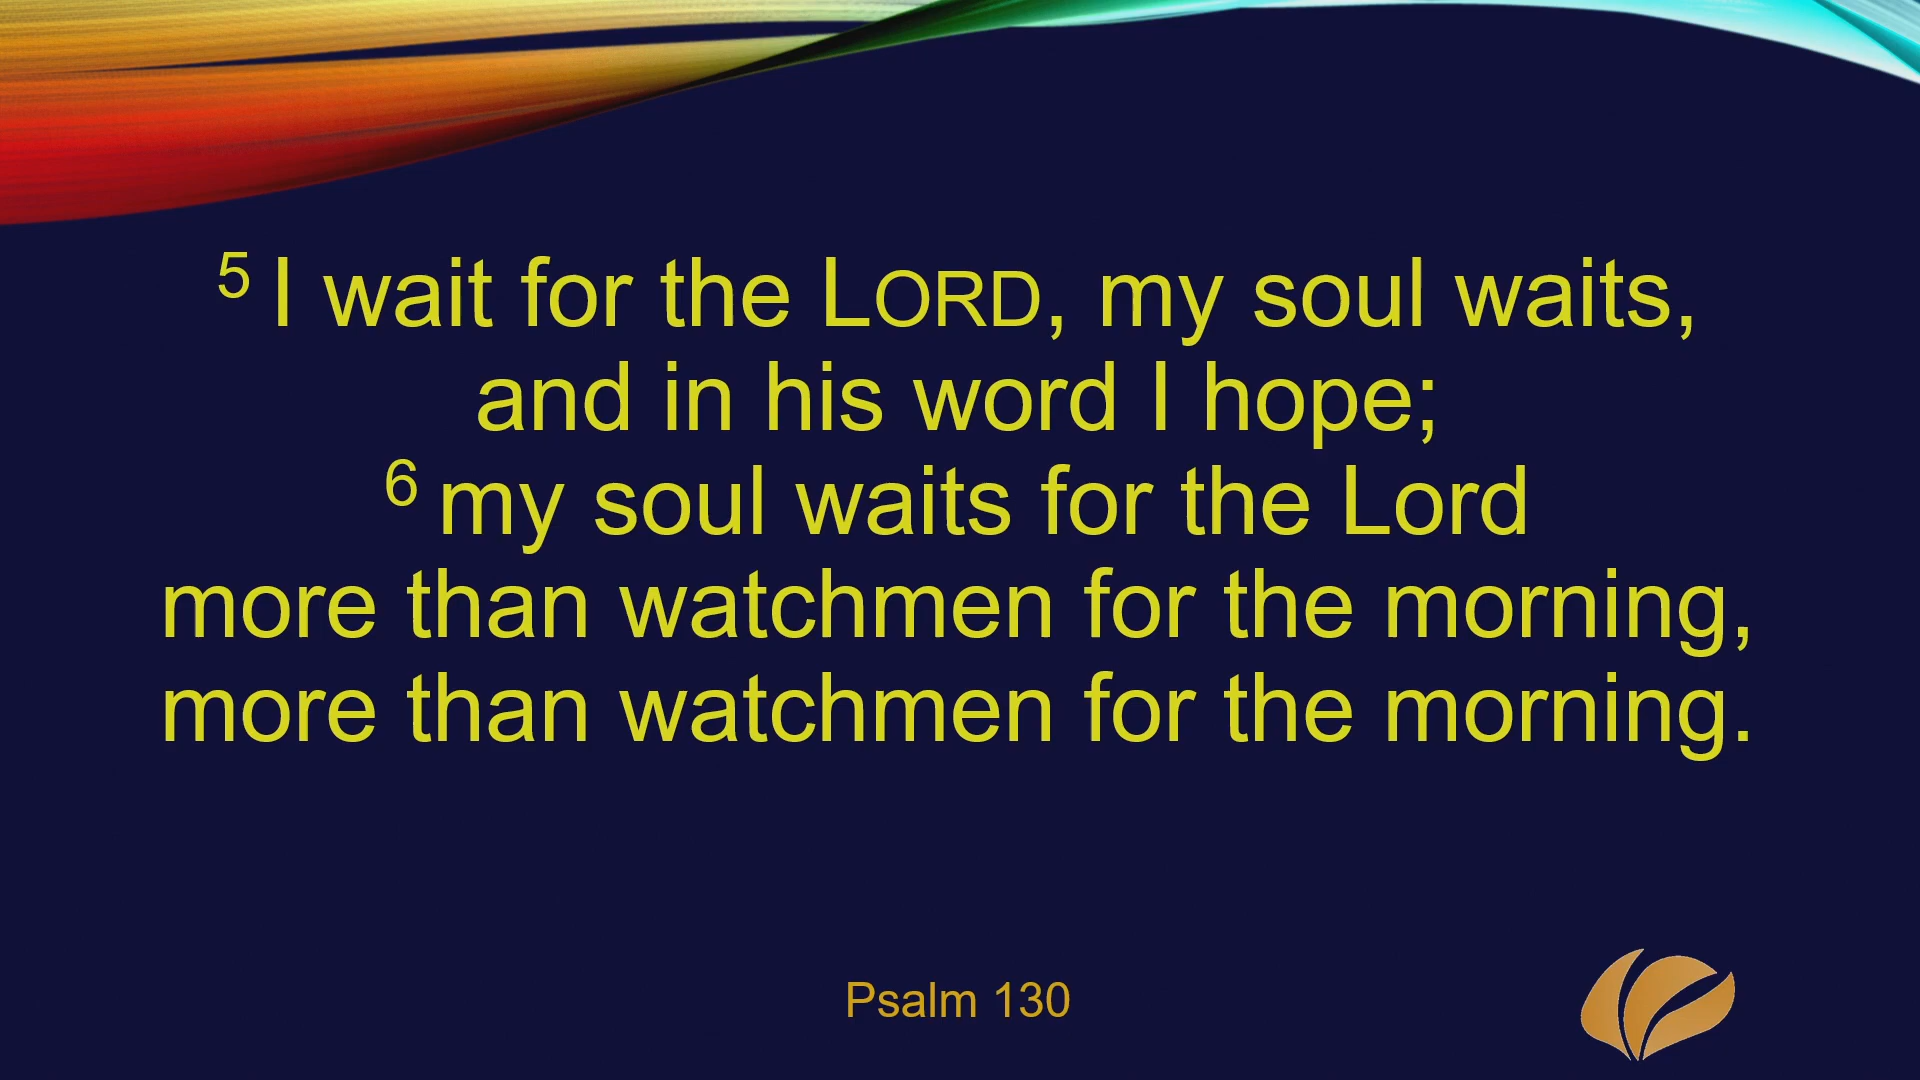 5 I wait for the LORD, my soul waits,
and in his word I hope;
6 my soul waits for the Lord
more than watchmen for the morning,
more than watchmen for the morning.
Psalm 130